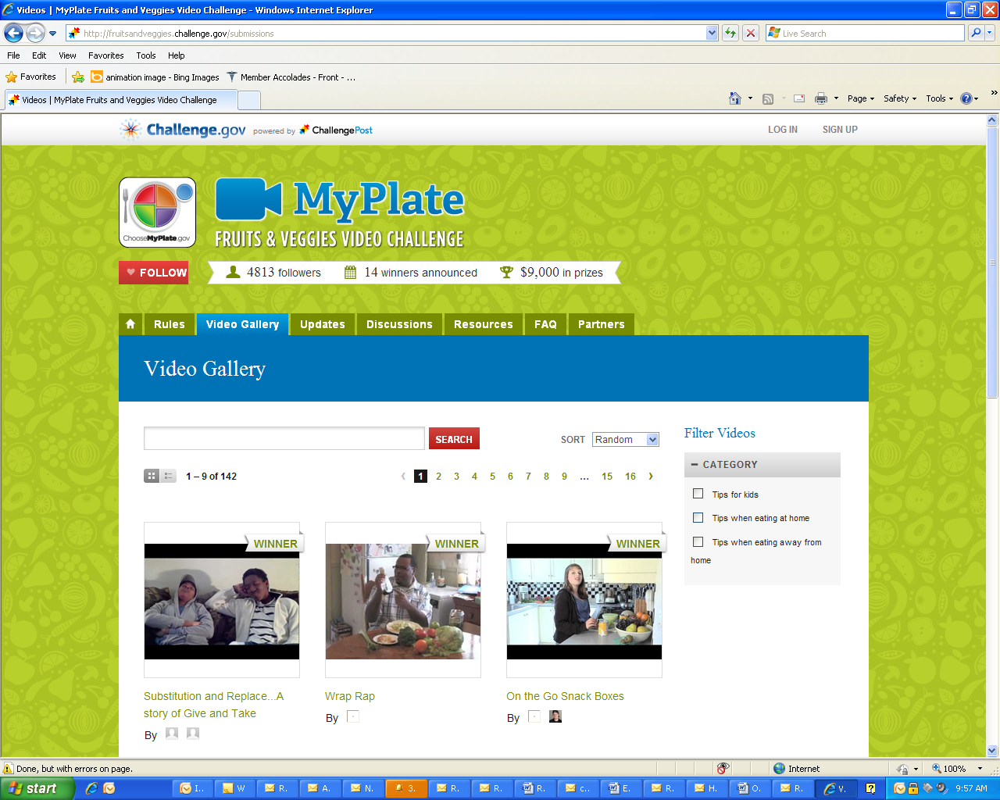 Videos | MyPlate Fruits and Veggies Video Challenge - Windows Internet Explorer
http://fruitsandveggies.challenge.gov/submissions
Live Search
File Edit View Favorites Tools Help
Favorites animation image - Bing Images Member Accolades - Front - ...
Videos | MyPlate Fruits and Veggies Video Challenge
Page Safety Tools
Challenge.gov powered by ChallengePost LOG IN SIGN UP
ChooseMyPlate.gov
MyPlate
FRUITS & VEGGIES VIDEO CHALLENGE
FOLLOW 4813 followers 14 winners announced $9,000 in prizes
Rules Video Gallery Updates Discussions Resources FAQ Partners
Video Gallery
SEARCH SORT Random
1 – 9 of 142 1 2 3 4 5 6 7 8 9 ... 15 16
Filter Videos
CATEGORY
Tips for kids
Tips when eating at home
Tips when eating away from
home
WINNER WINNER WINNER
Substitution and Replace...A
story of Give and Take
By
Wrap Rap
By
On the Go Snack Boxes
By
Done, but with errors on page. Internet 100%
start I.. W R. A. N. 3. R. R. R. c.. E. R. H. O. R. V. 9:57 AM